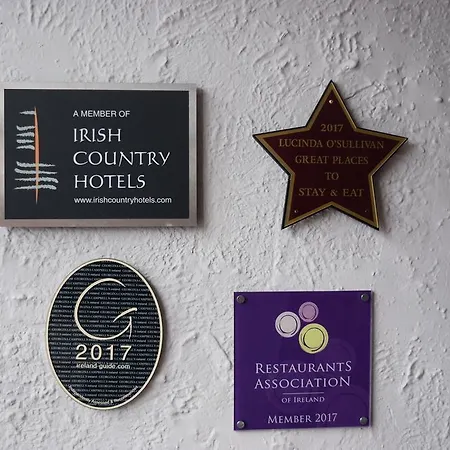 A MEMBER OF
IRISH
COUNTRY
HOTELS
www.irishcountryhotels.com
2017
LUCINDA O'SULLIVAN
GREAT PLACES
TO
STAY & EAT
G
2017
ireland-guide.com
RESTAURANTS
ASSOCIATION
OF IRELAND
MEMBER 2017